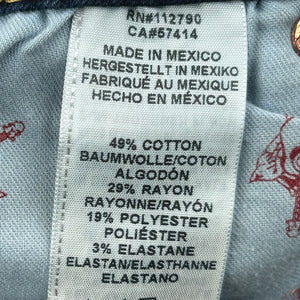 RN#112790
CA#57414
MADE IN MEXICO
HERGESTELLT IN MEXIKO
FABRIQUÉ AU MEXIQUE
HECHO EN MÉXICO
49% COTTON
BAUMWOLLE/COTON
ALGODÓN
29% RAYON
RAYONNE/RAYÓN
19% POLYESTER
POLIÉSTER
3% ELASTANE
ELASTAN/ELASTHANNE
ELASTANO